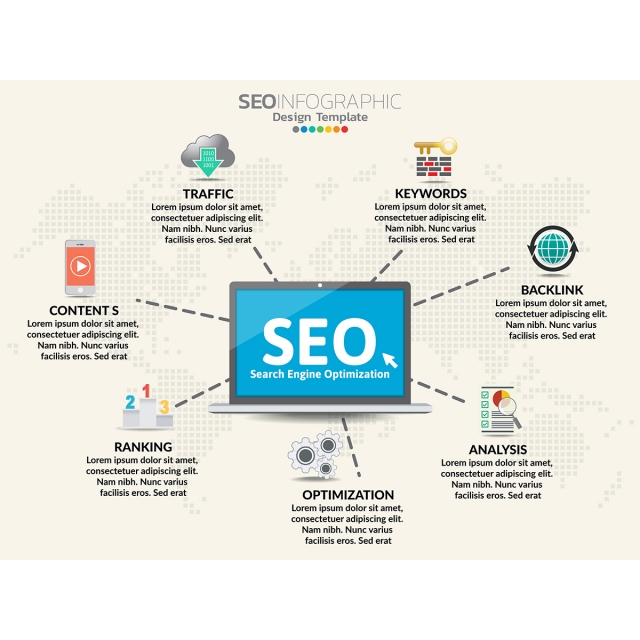 SEOINFOGRAPHIC
Design Template
1010
1100
1001
TRAFFIC
Lorem ipsum dolor sit amet,
consectetuer adipiscing elit.
Nam nibh. Nunc varius
facilisis eros. Sed erat
KEYWORDS
Lorem ipsum dolor sit amet,
consectetuer adipiscing elit.
Nam nibh. Nunc varius
facilisis eros. Sed erat
CONTENT S
Lorem ipsum dolor sit amet,
consectetuer adipiscing elit.
Nam nibh. Nunc varius
facilisis eros. Sed erat
BACKLINK
Lorem ipsum dolor sit amet,
consectetuer adipiscing elit.
Nam nibh. Nunc varius
facilisis eros. Sed erat
SEO
Search Engine Optimization
2 1 3
RANKING
Lorem ipsum dolor sit amet,
consectetuer adipiscing elit.
Nam nibh. Nunc varius
facilisis eros. Sed erat
ANALYSIS
Lorem ipsum dolor sit amet,
consectetuer adipiscing elit.
Nam nibh. Nunc varius
facilisis eros. Sed erat
OPTIMIZATION
Lorem ipsum dolor sit amet,
consectetuer adipiscing elit.
Nam nibh. Nunc varius
facilisis eros. Sed erat